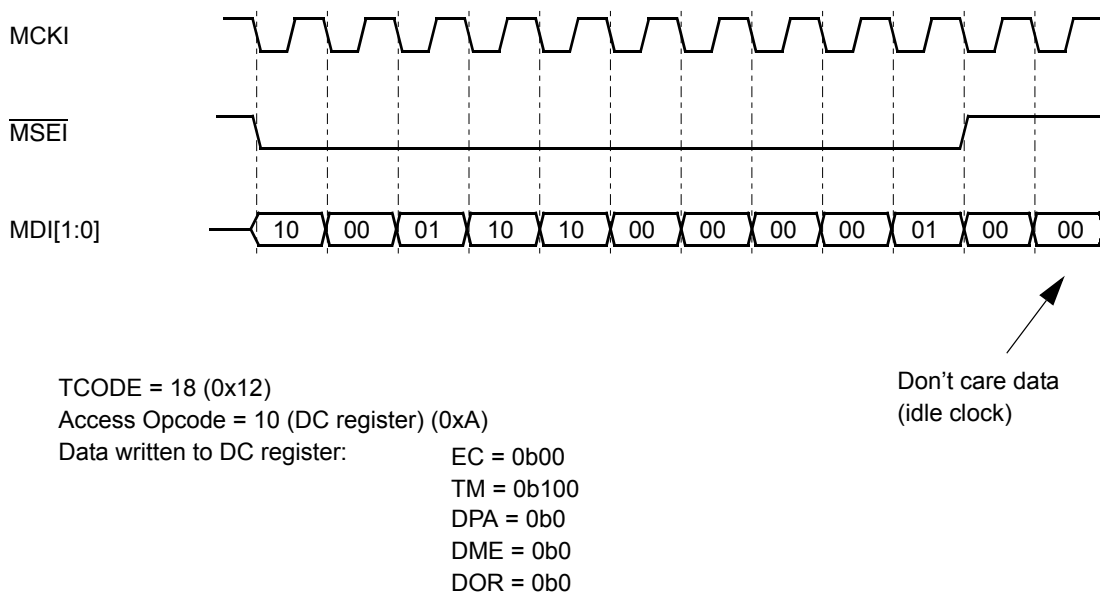 MCKI
MSEI
MDI[1:0] 10 00 01 10 10 00 00 00 00 01 00 00
Don't care data
(idle clock)
TCODE = 18 (0x12)
Access Opcode = 10 (DC register) (0xA)
Data written to DC register: EC = 0b00
TM = 0b100
DPA = 0b0
DME = 0b0
DOR = 0b0